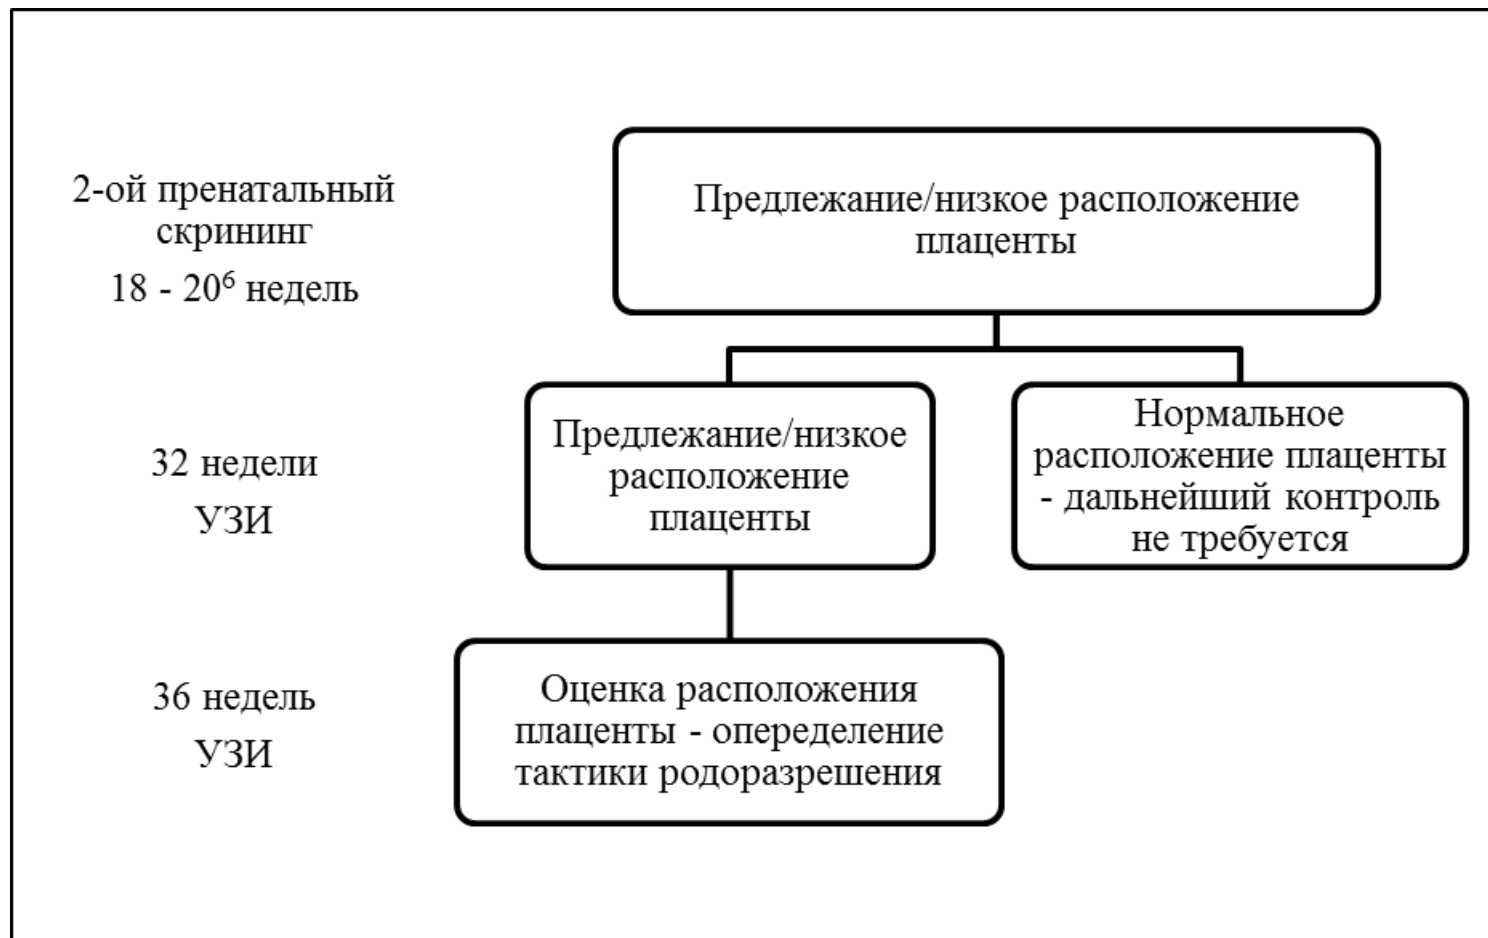 2-ой пренатальный
скрининг
18 - 20⁶ недель
Предлежание/низкое расположение
плаценты
32 недели
УЗИ
Предлежание/низкое
расположение
плаценты
Нормальное
расположение плаценты
- дальнейший контроль
не требуется
36 недель
УЗИ
Оценка расположения
плаценты - опеределение
тактики родоразрешения